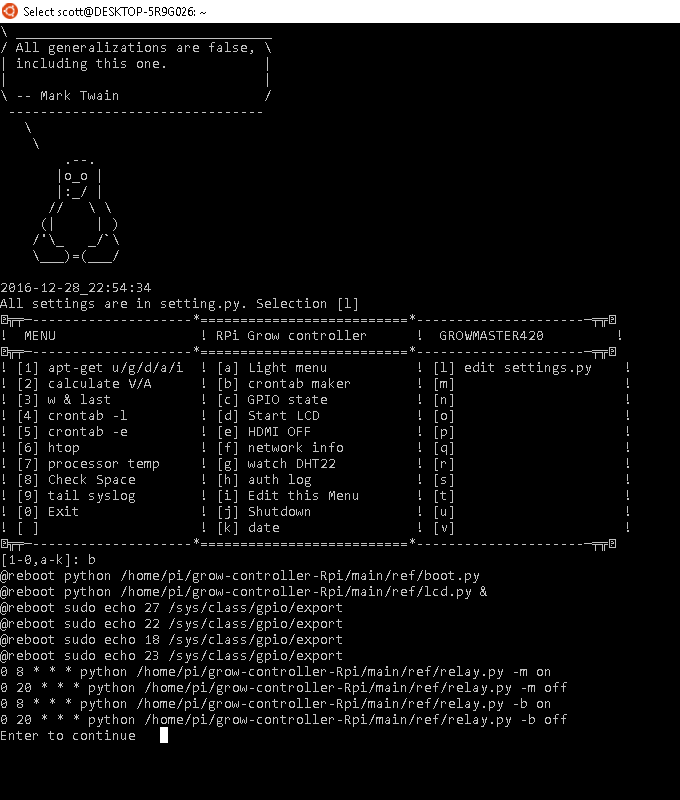 Select scott@DESKTOP-5R9G026: ~
\ ________________________________
/ All generalizations are false, \
| including this one.            |
|                                |
\ -- Mark Twain                  /
 --------------------------------
   \
    \
        .--.
       |o_o |
       |:_/ |
      //   \ \
     (|     | )
    /'\_   _/`\
    \___)=(___/
2016-12-28_22:54:34
All settings are in setting.py. Selection [l]
! MENU ! RPi Grow controller ! GROWMASTER420 !
! [1] apt-get u/g/d/a/i ! [a] Light menu ! [l] edit settings.py !
! [2] calculate V/A ! [b] crontab maker ! [m] !
! [3] w & last ! [c] GPIO state ! [n] !
! [4] crontab -l ! [d] Start LCD ! [o] !
! [5] crontab -e ! [e] HDMI OFF ! [p] !
! [6] htop ! [f] network info ! [q] !
! [7] processor temp ! [g] watch DHT22 ! [r] !
! [8] Check Space ! [h] auth log ! [s] !
! [9] tail syslog ! [i] Edit this Menu ! [t] !
! [0] Exit ! [j] Shutdown ! [u] !
! [ ] ! [k] date ! [v] !
[1-0,a-k]: b
@reboot python /home/pi/grow-controller-Rpi/main/ref/boot.py
@reboot python /home/pi/grow-controller-Rpi/main/ref/lcd.py &
@reboot sudo echo 27 /sys/class/gpio/export
@reboot sudo echo 22 /sys/class/gpio/export
@reboot sudo echo 18 /sys/class/gpio/export
@reboot sudo echo 23 /sys/class/gpio/export
0 8 * * * python /home/pi/grow-controller-Rpi/main/ref/relay.py -m on
0 20 * * * python /home/pi/grow-controller-Rpi/main/ref/relay.py -m off
0 8 * * * python /home/pi/grow-controller-Rpi/main/ref/relay.py -b on
0 20 * * * python /home/pi/grow-controller-Rpi/main/ref/relay.py -b off
Enter to continue